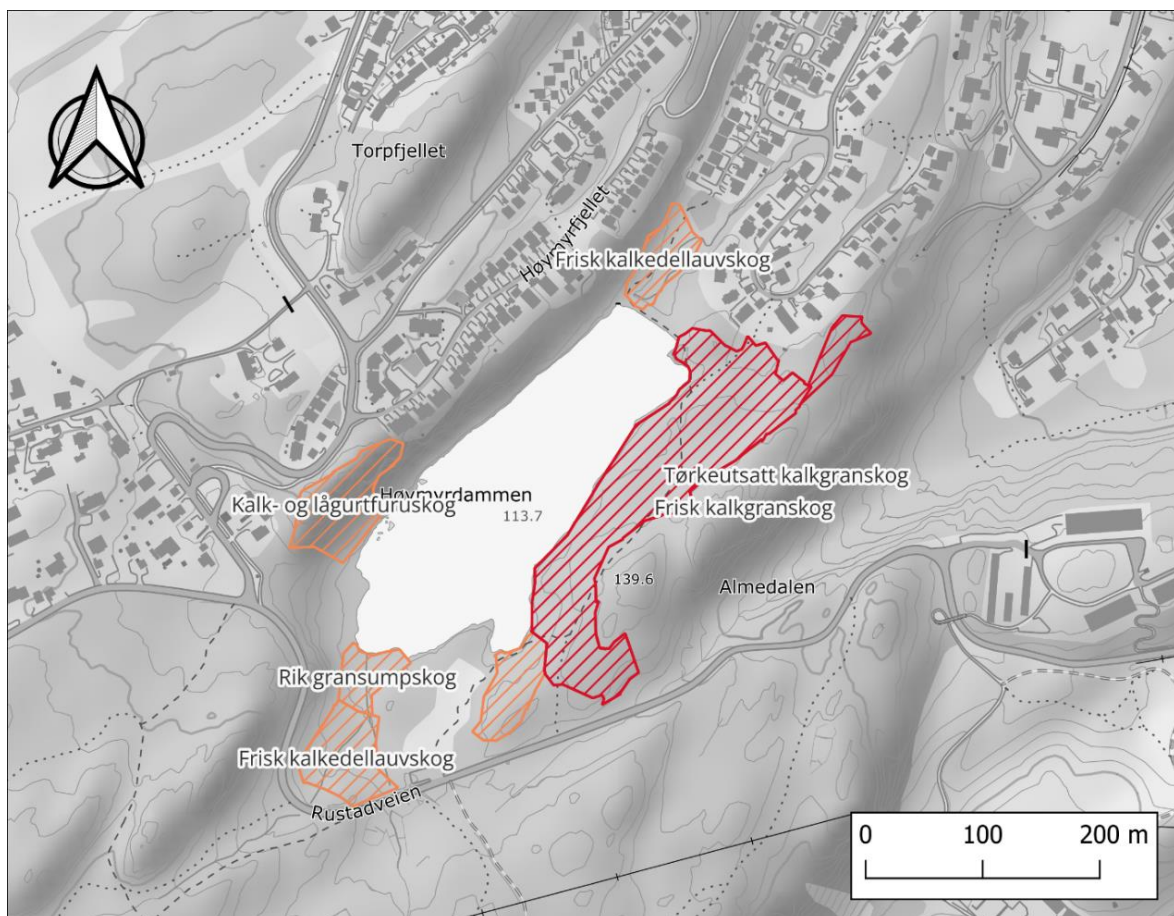 Torpfjellet
Høymyrfjellet
Frisk kalkedellauvskog
Tørkeutsatt kalkgranskog
Høymyrdammen
Kalk- og lågurtfuruskog
113.7
Frisk kalkgranskog
139.6
Almedalen
Rik gransumpskog
Frisk kalkedellauvskog
Rustadveien
0 100 200 m